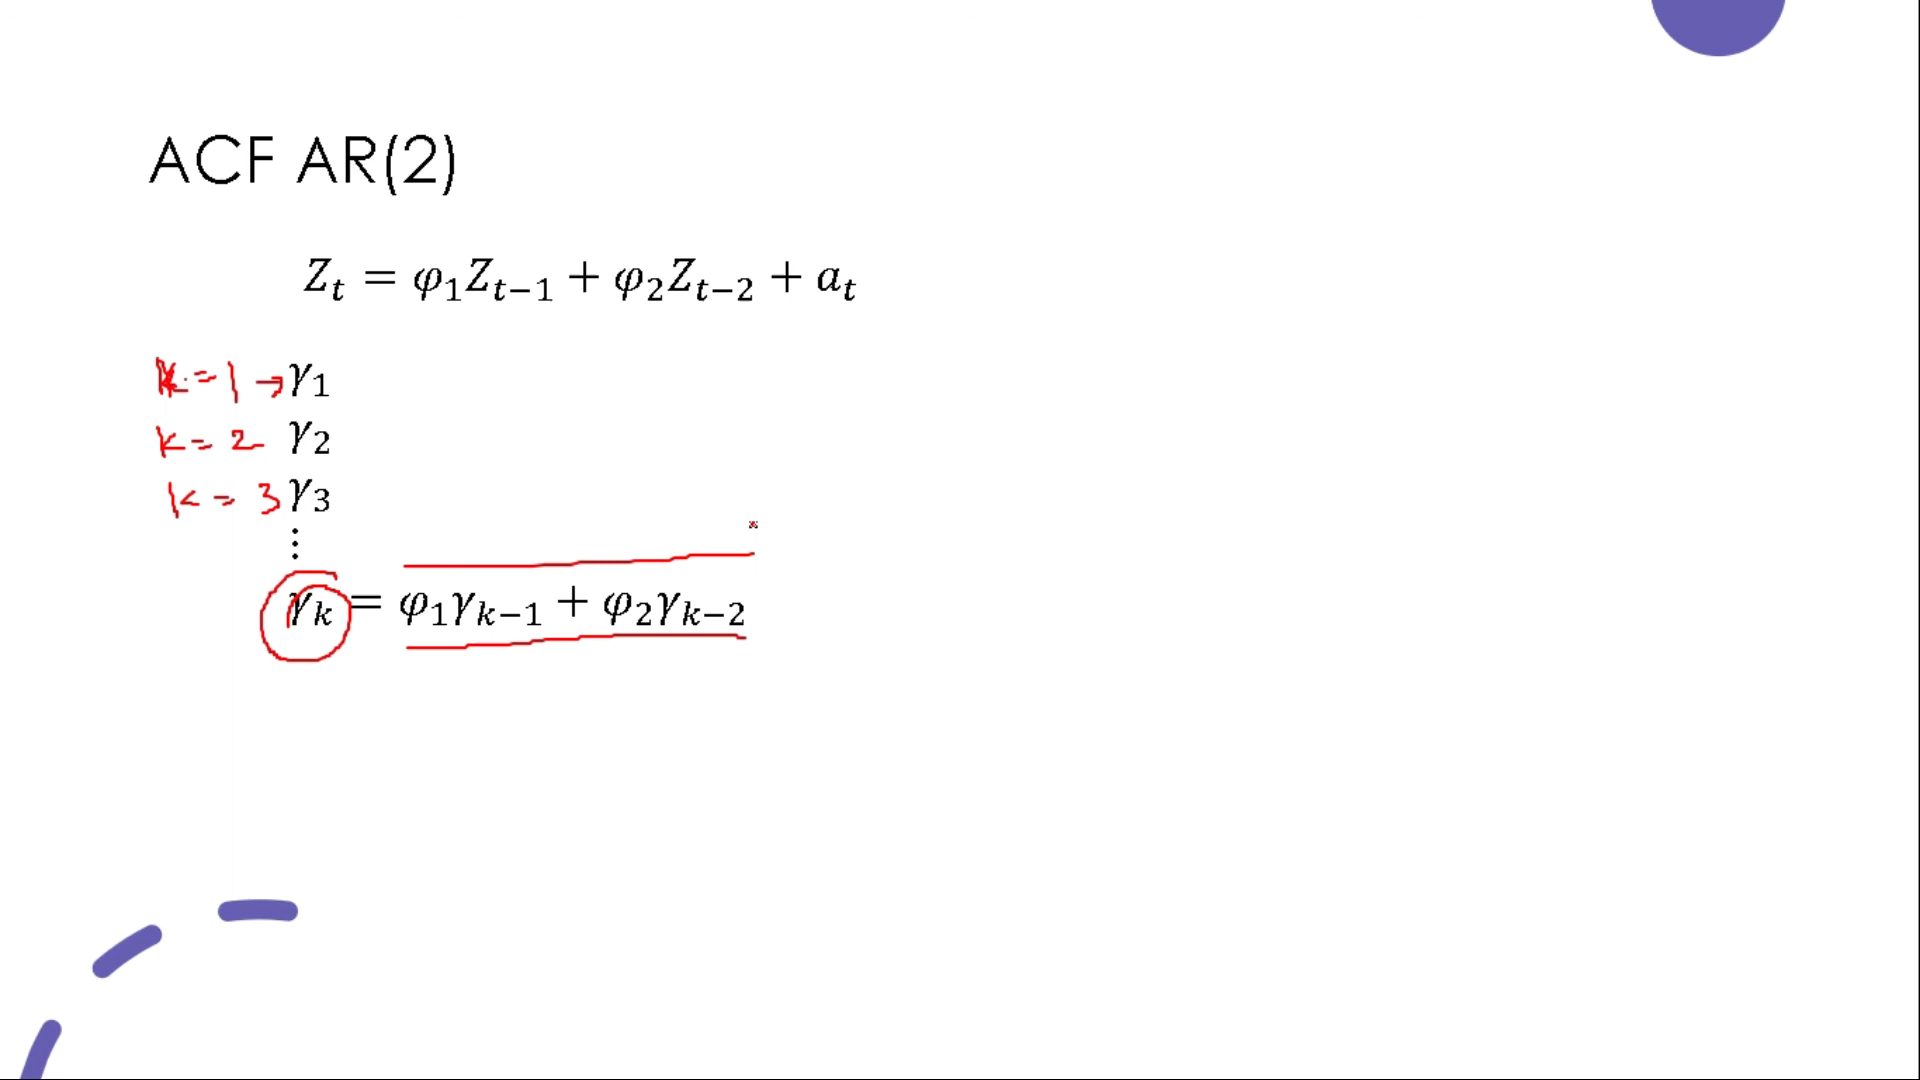 ACF AR(2)
Z_t = φ_1Z_{t−1} + φ_2Z_{t−2} + a_t
k = 1 → γ_1
k = 2 γ_2
k = 3 γ_3
⋮
γ_k = φ_1γ_{k−1} + φ_2γ_{k−2}